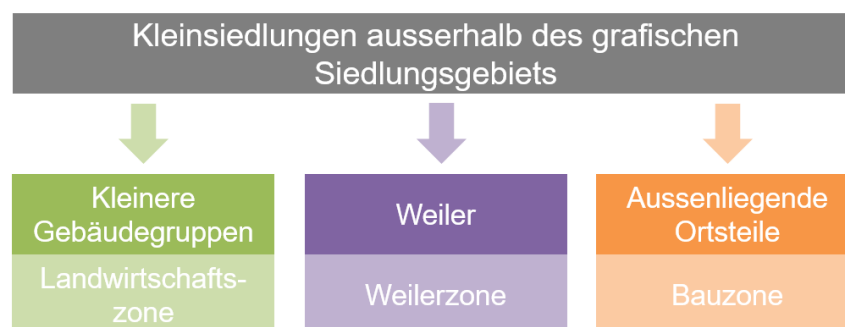 Kleinsiedlungen ausserhalb des grafischen
Siedlungsgebiets
Kleinere
Gebäudegruppen
Landwirtschafts-
zone
Weiler
Weilerzone
Aussenliegende
Ortsteile
Bauzone